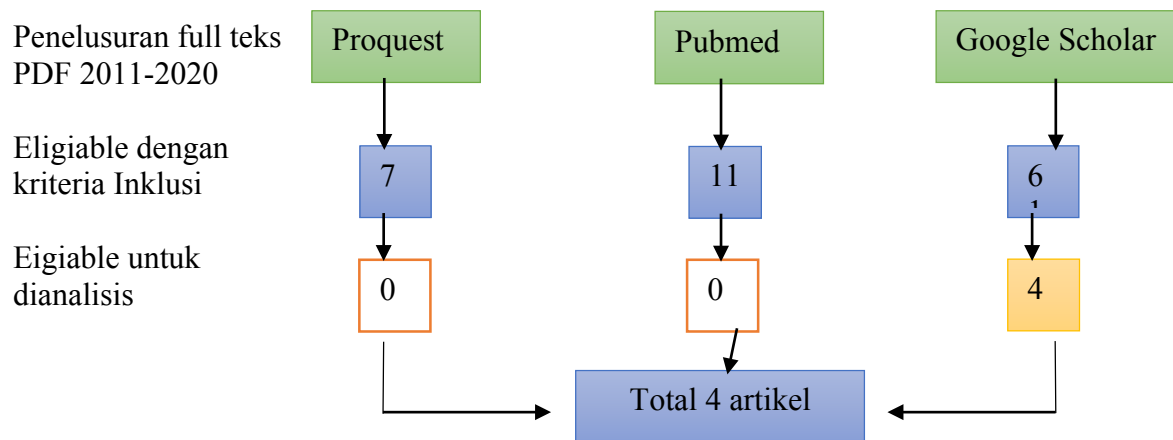 Penelusuran full teks
PDF 2011-2020
Proquest
Pubmed
Google Scholar
Eligiable dengan
kriteria Inklusi
7
11
6
1
Eigiable untuk
dianalisis
0
0
4
Total 4 artikel